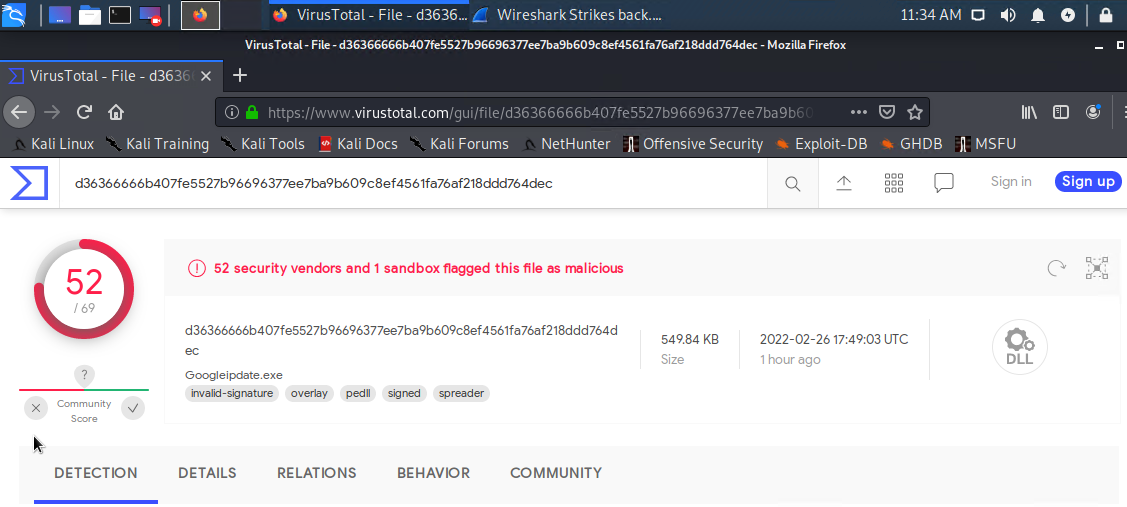 VirusTotal - File - d3636...
Wireshark Strikes back....
11:34 AM
VirusTotal - File - d36366666b407fe5527b96696377ee7ba9b609c8ef4561fa76af218ddd764dec - Mozilla Firefox
VirusTotal - File - d3636
https://www.virustotal.com/gui/file/d36366666b407fe5527b96696377ee7ba9b60
Kali Linux
Kali Training
Kali Tools
Kali Docs
Kali Forums
NetHunter
Offensive Security
Exploit-DB
GHDB
MSFU
d36366666b407fe5527b96696377ee7ba9b609c8ef4561fa76af218ddd764dec
Sign in
Sign up
52
/ 69
?
Community
Score
52 security vendors and 1 sandbox flagged this file as malicious
d36366666b407fe5527b96696377ee7ba9b609c8ef4561fa76af218ddd764d
ec
Googleipdate.exe
invalid-signature
overlay
pedll
signed
spreader
549.84 KB
Size
2022-02-26 17:49:03 UTC
1 hour ago
DLL
DETECTION
DETAILS
RELATIONS
BEHAVIOR
COMMUNITY